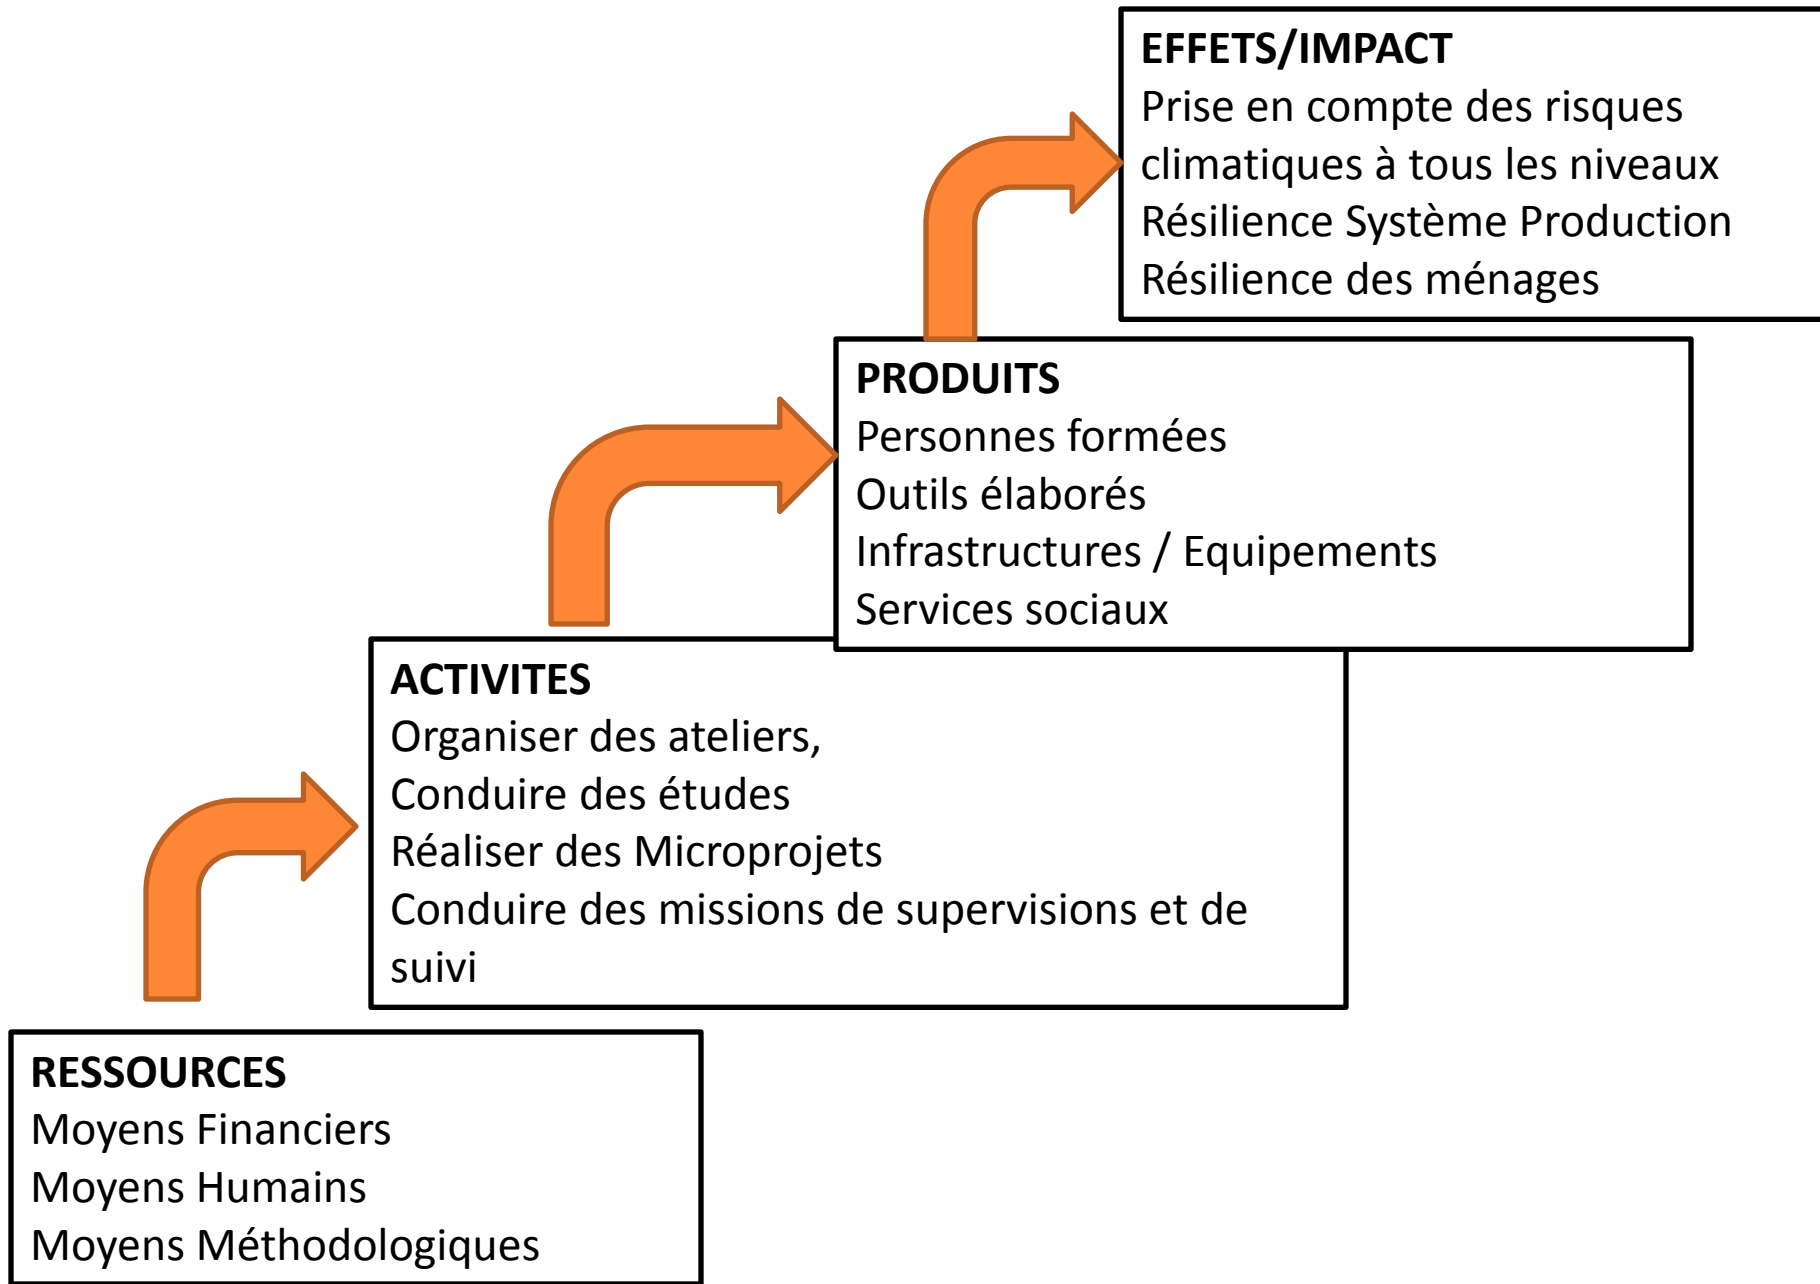 EFFETS/IMPACT
Prise en compte des risques
climatiques à tous les niveaux
Résilience Système Production
Résilience des ménages
PRODUITS
Personnes formées
Outils élaborés
Infrastructures / Equipements
Services sociaux
ACTIVITES
Organiser des ateliers,
Conduire des études
Réaliser des Microprojets
Conduire des missions de supervisions et de
suivi
RESSOURCES
Moyens Financiers
Moyens Humains
Moyens Méthodologiques